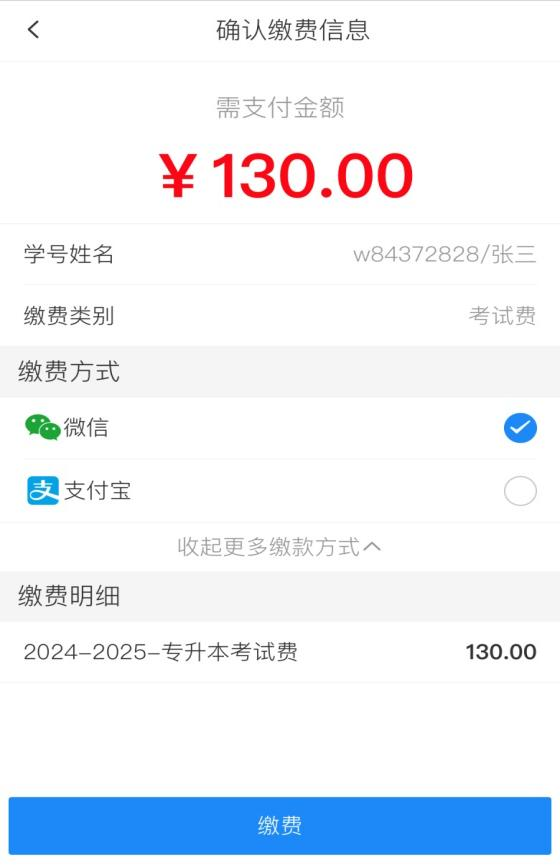 确认缴费信息
需支付金额
¥130.00
学号姓名 w84372828/张三
缴费类别 考试费
缴费方式
微信
支付宝
收起更多缴款方式
缴费明细
2024-2025-专升本考试费 130.00
缴费